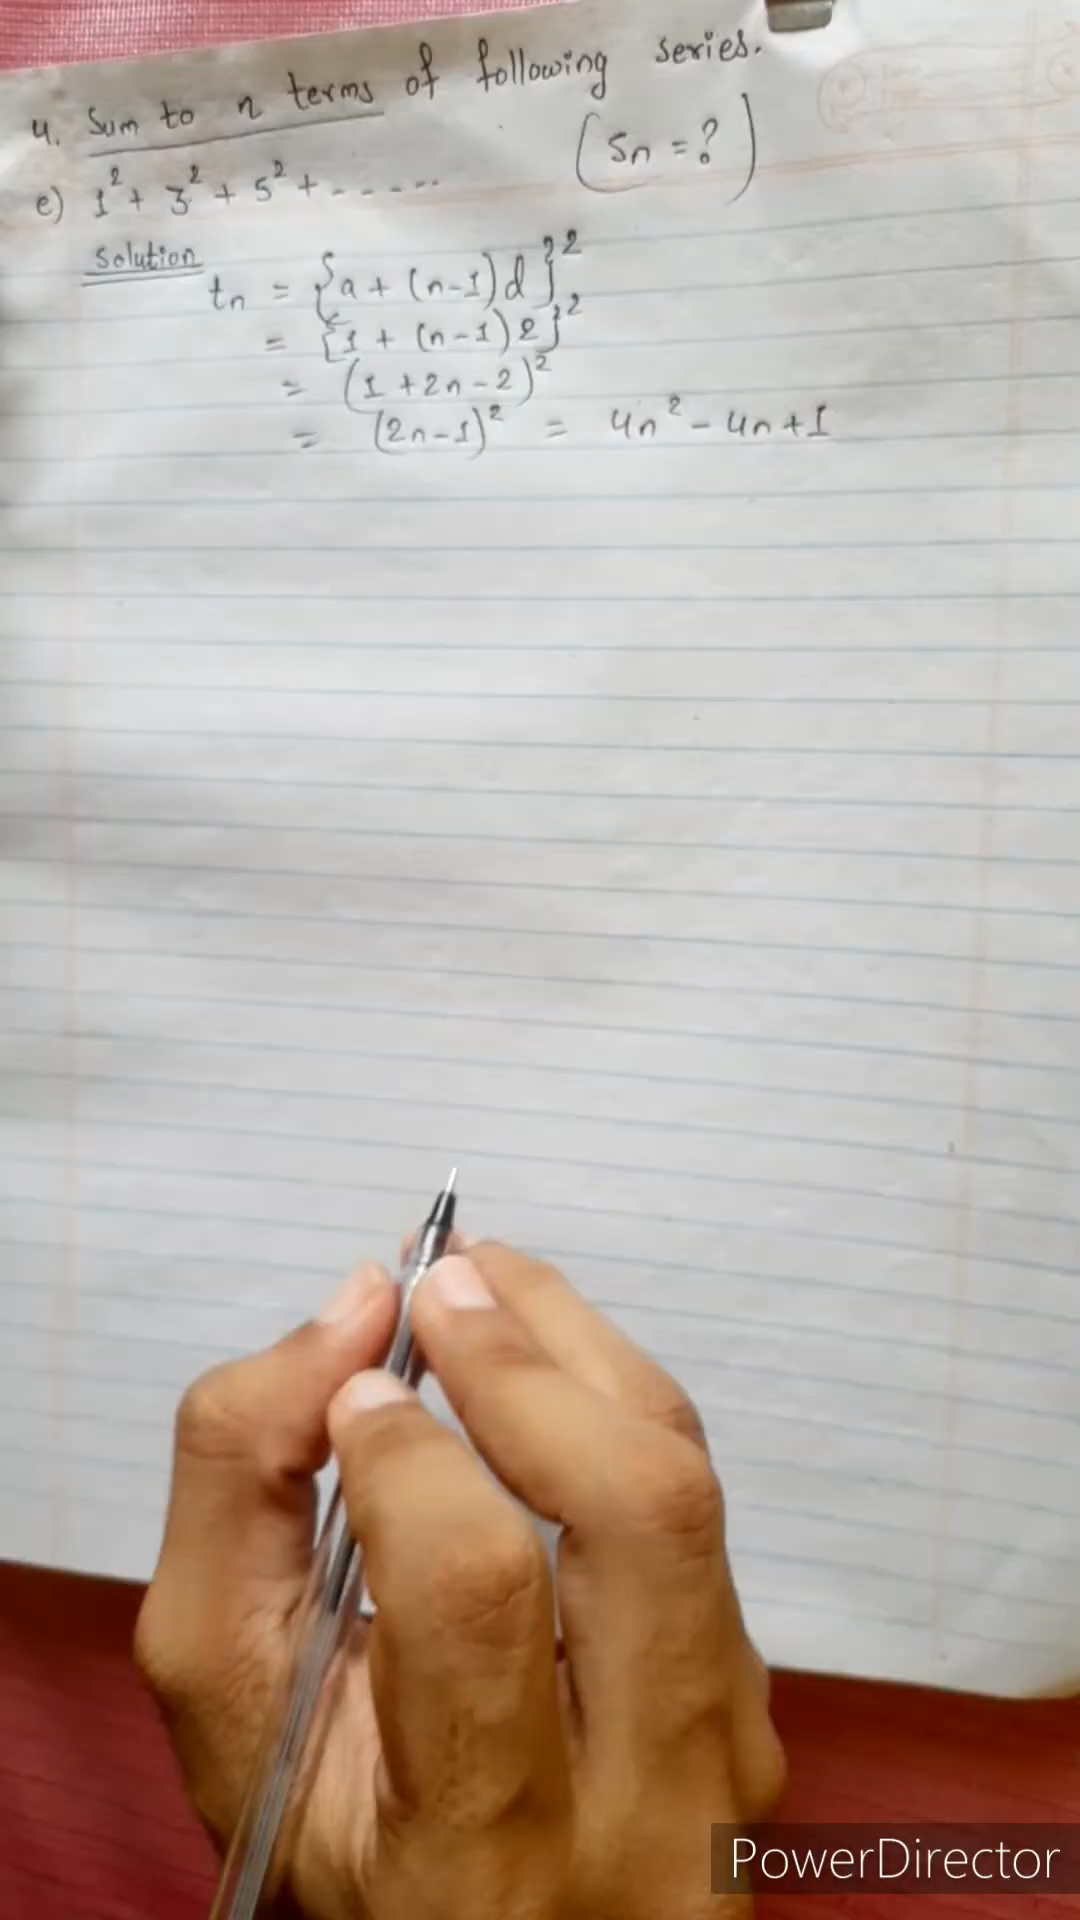 4. Sum to n terms of following series.
e) 1² + 3² + 5² + ------ (Sn = ?)
Solution
tn = {a + (n-1)d}²
= {1 + (n-1)2}²
= (1 + 2n - 2)²
= (2n-1)² = 4n² - 4n + 1
PowerDirector